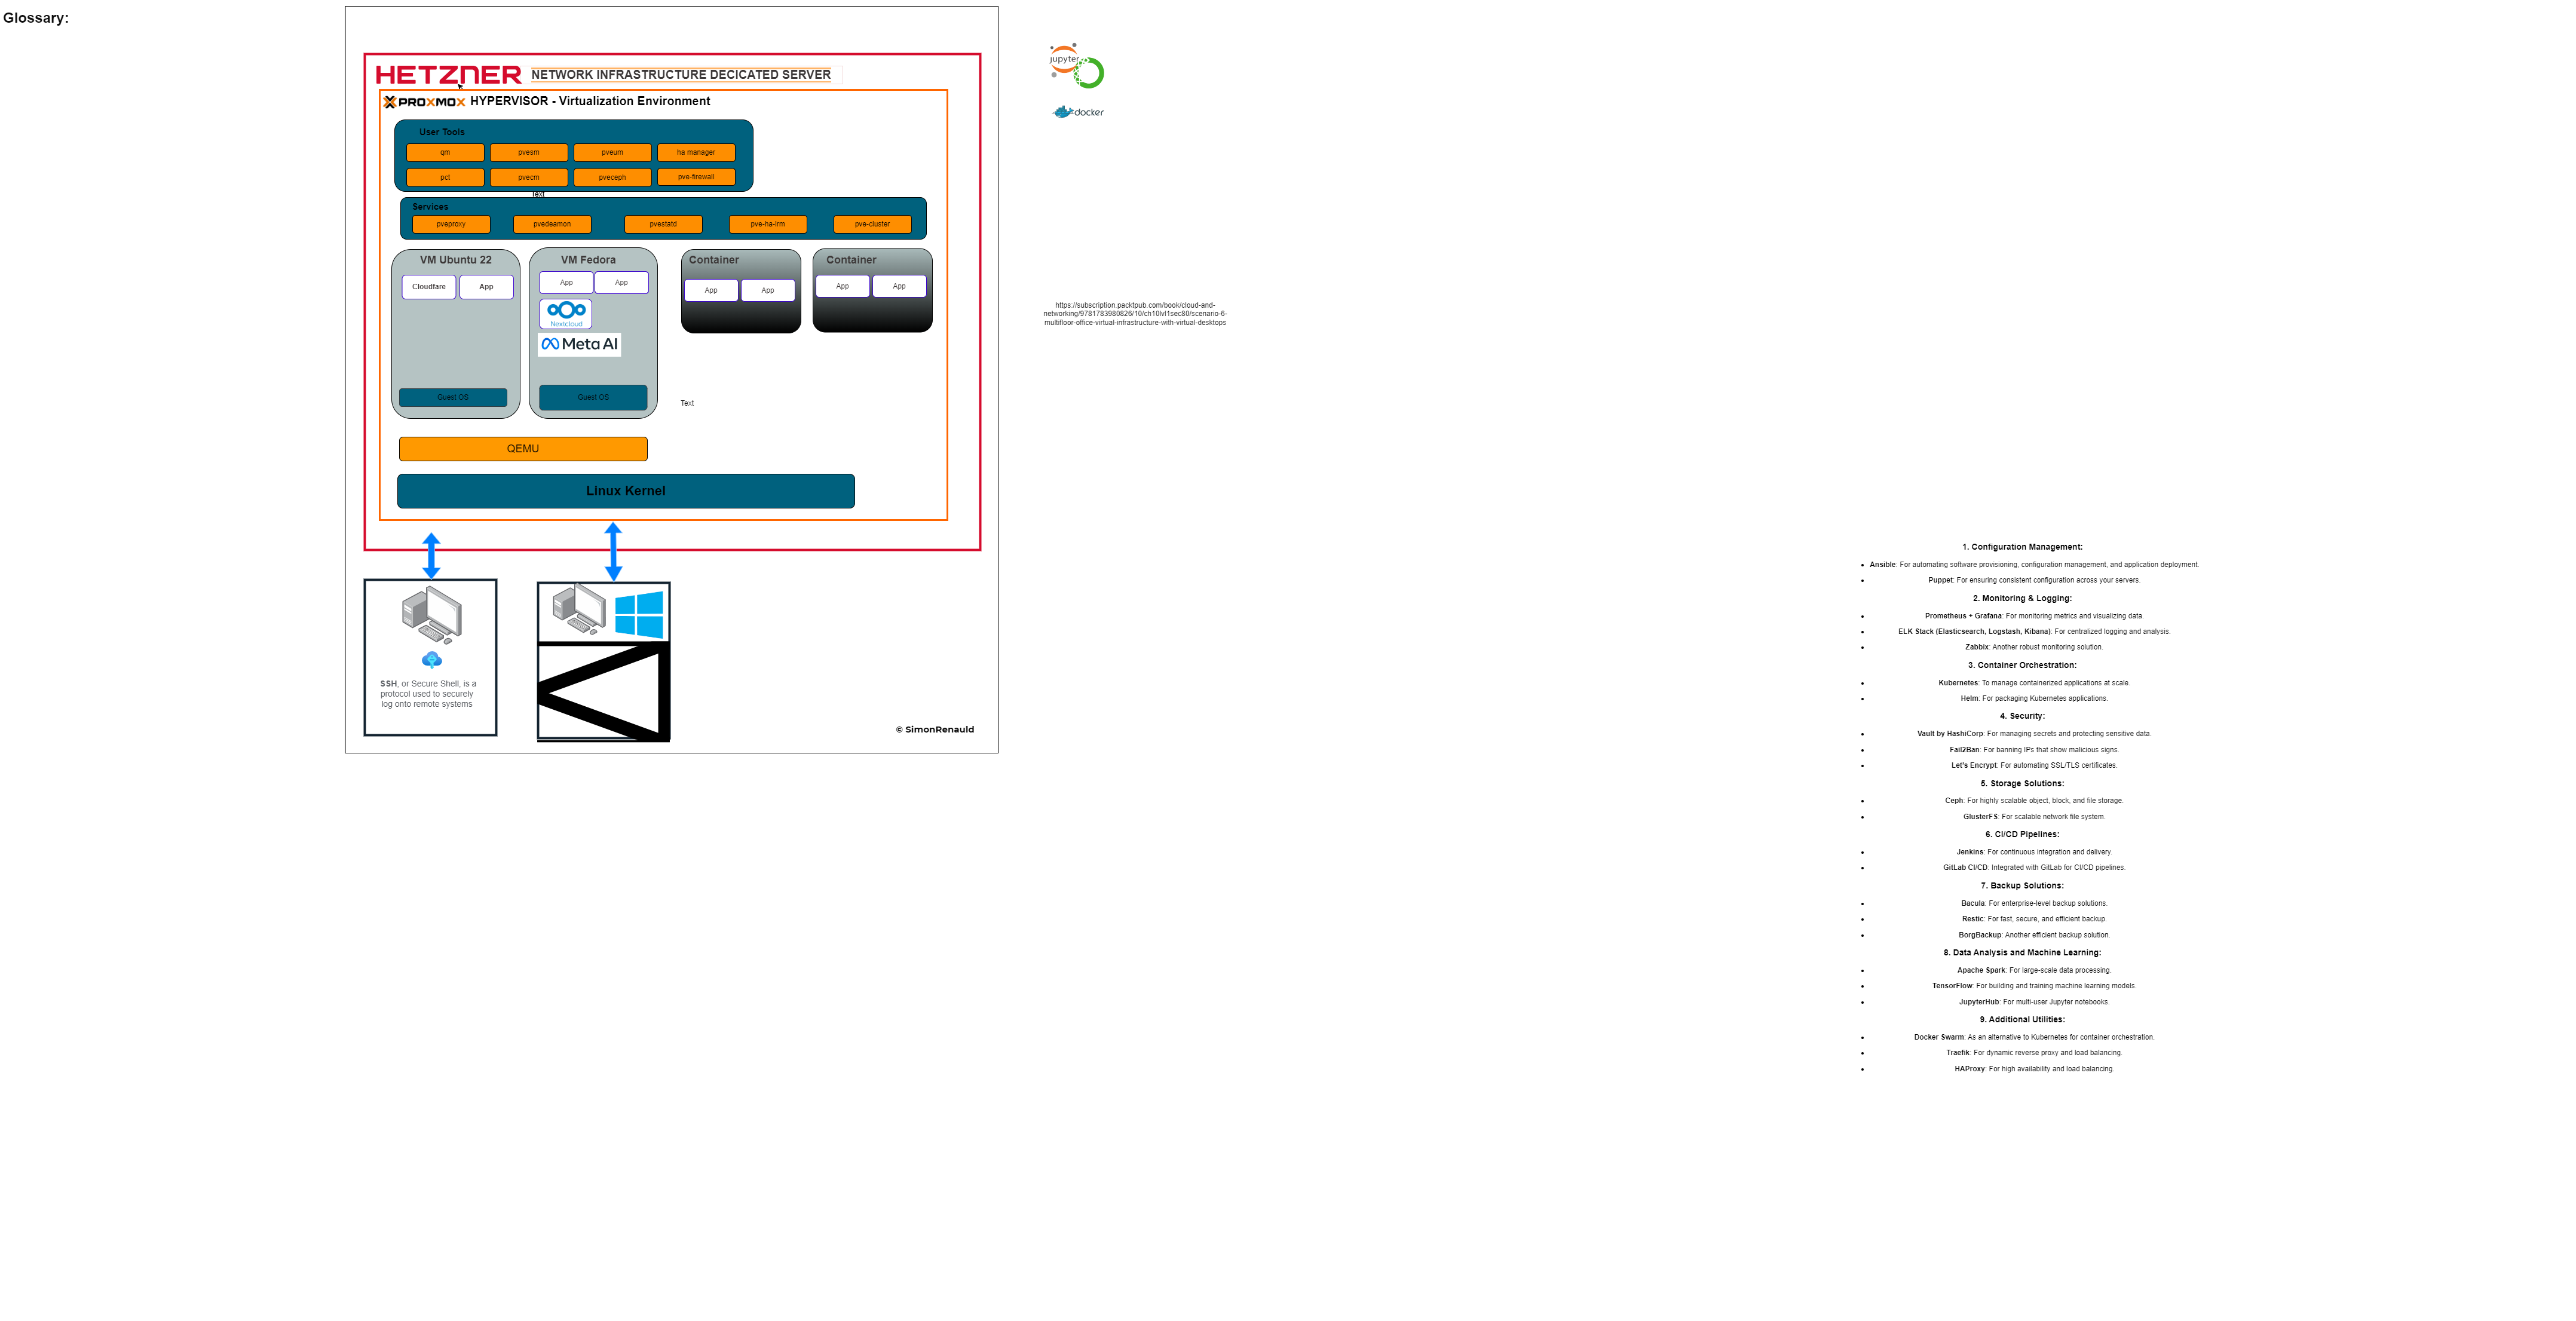 Glossary:
HETZNER
NETWORK INFRASTRUCTURE DECICATED SERVER
PROXMOX
HYPERVISOR - Virtualization Environment
User Tools
qm
pvesm
pveum
ha manager
pct
pvecm
pveceph
pve-firewall
Text
Services
pveproxy
pvedeamon
pvestatd
pve-ha-lrm
pve-cluster
VM Ubuntu 22
Cloudfare
App
Guest OS
VM Fedora
App
App
Nextcloud
Meta AI
Guest OS
Container
App
App
Container
App
App
Text
QEMU
Linux Kernel
SSH, or Secure Shell, is a
protocol used to securely
log onto remote systems
© SimonRenauld
jupyter
docker
https://subscription.packtpub.com/book/cloud-and-
networking/9781783980826/10/ch10lvl1sec80/scenario-6-
multifloor-office-virtual-infrastructure-with-virtual-desktops
1. Configuration Management:
• Ansible: For automating software provisioning, configuration management, and application deployment.
• Puppet: For ensuring consistent configuration across your servers.
2. Monitoring & Logging:
• Prometheus + Grafana: For monitoring metrics and visualizing data.
• ELK Stack (Elasticsearch, Logstash, Kibana): For centralized logging and analysis.
• Zabbix: Another robust monitoring solution.
3. Container Orchestration:
• Kubernetes: To manage containerized applications at scale.
• Helm: For packaging Kubernetes applications.
4. Security:
• Vault by HashiCorp: For managing secrets and protecting sensitive data.
• Fail2Ban: For banning IPs that show malicious signs.
• Let's Encrypt: For automating SSL/TLS certificates.
5. Storage Solutions:
• Ceph: For highly scalable object, block, and file storage.
• GlusterFS: For scalable network file system.
6. CI/CD Pipelines:
• Jenkins: For continuous integration and delivery.
• GitLab CI/CD: Integrated with GitLab for CI/CD pipelines.
7. Backup Solutions:
• Bacula: For enterprise-level backup solutions.
• Restic: For fast, secure, and efficient backup.
• BorgBackup: Another efficient backup solution.
8. Data Analysis and Machine Learning:
• Apache Spark: For large-scale data processing.
• TensorFlow: For building and training machine learning models.
• JupyterHub: For multi-user Jupyter notebooks.
9. Additional Utilities:
• Docker Swarm: As an alternative to Kubernetes for container orchestration.
• Traefik: For dynamic reverse proxy and load balancing.
• HAProxy: For high availability and load balancing.